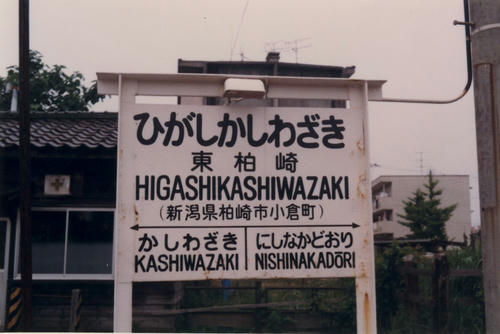 ひがしかしわざき
東柏崎
HIGASHIKASHIWAZAKI
(新潟県柏崎市小倉町)
かしわざき
KASHIWAZAKI
にしなかどおり
NISHINAKADŌRI